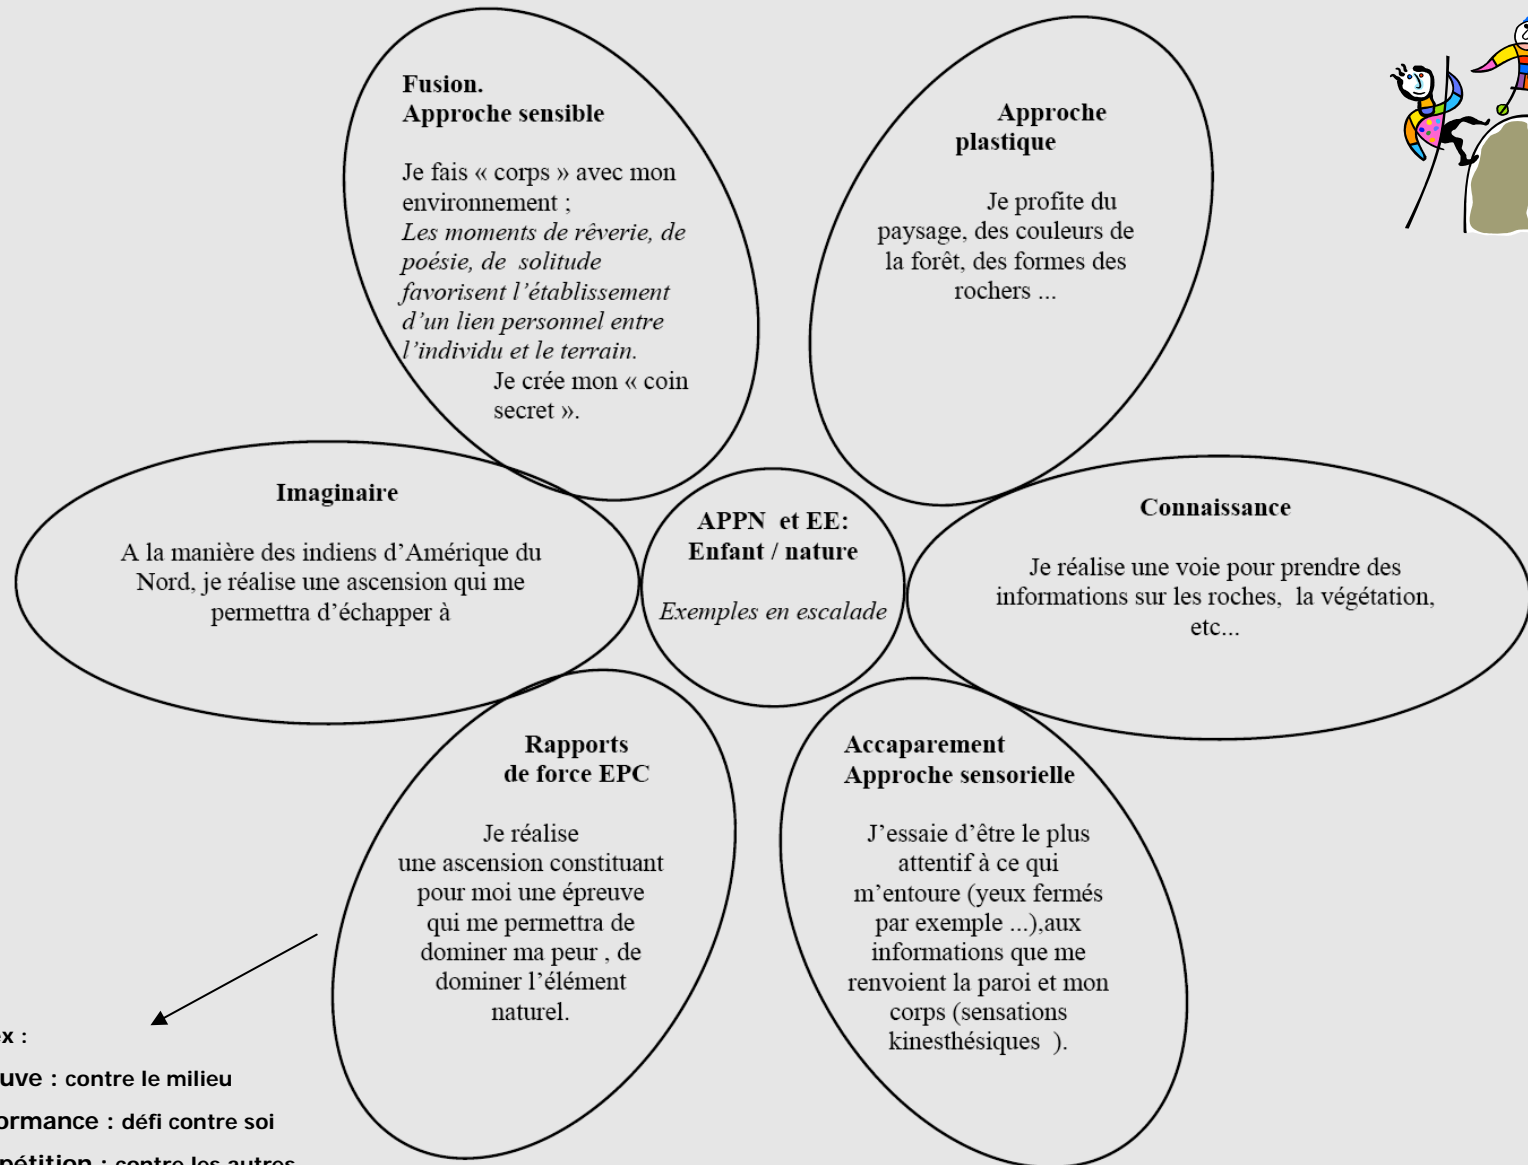 Fusion.
Approche sensible
Je fais « corps » avec mon
environnement ;
Les moments de rêverie, de
poésie, de solitude
favorisent l’établissement
d’un lien personnel entre
l’individu et le terrain.
Je crée mon « coin
secret ».
Approche
plastique
Je profite du
paysage, des couleurs de
la forêt, des formes des
rochers ...
Imaginaire
A la manière des indiens d’Amérique du
Nord, je réalise une ascension qui me
permettra d’échapper à
APPN et EE:
Enfant / nature
Exemples en escalade
Connaissance
Je réalise une voie pour prendre des
informations sur les roches, la végétation,
etc...
Rapports
de force EPC
Je réalise
une ascension constituant
pour moi une épreuve
qui me permettra de
dominer ma peur , de
dominer l’élément
naturel.
Accaparement
Approche sensorielle
J’essaie d’être le plus
attentif à ce qui
m’entoure (yeux fermés
par exemple ...),aux
informations que me
renvoient la paroi et mon
corps (sensations
kinesthésiques ).
x :
uve : contre le milieu
ormance : défi contre soi
pétition : contre les autres